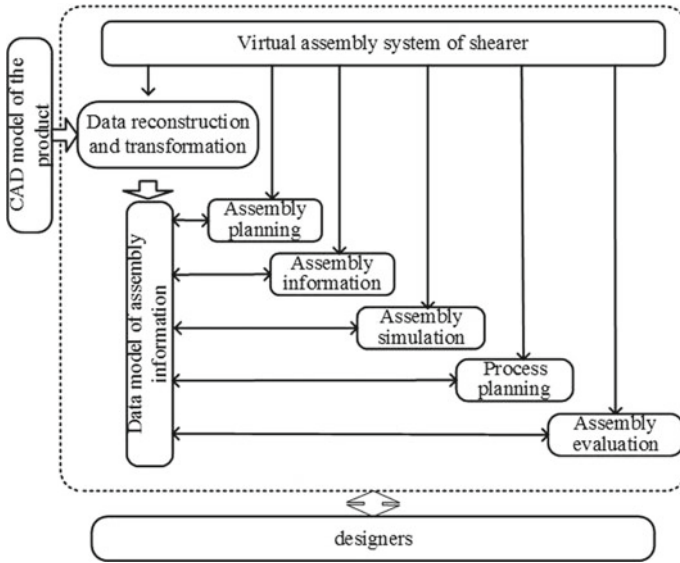 Virtual assembly system of shearer
CAD model of the
product
Data reconstruction
and transformation
Data model of assembly
information
Assembly
planning
Assembly
information
Assembly
simulation
Process
planning
Assembly
evaluation
designers